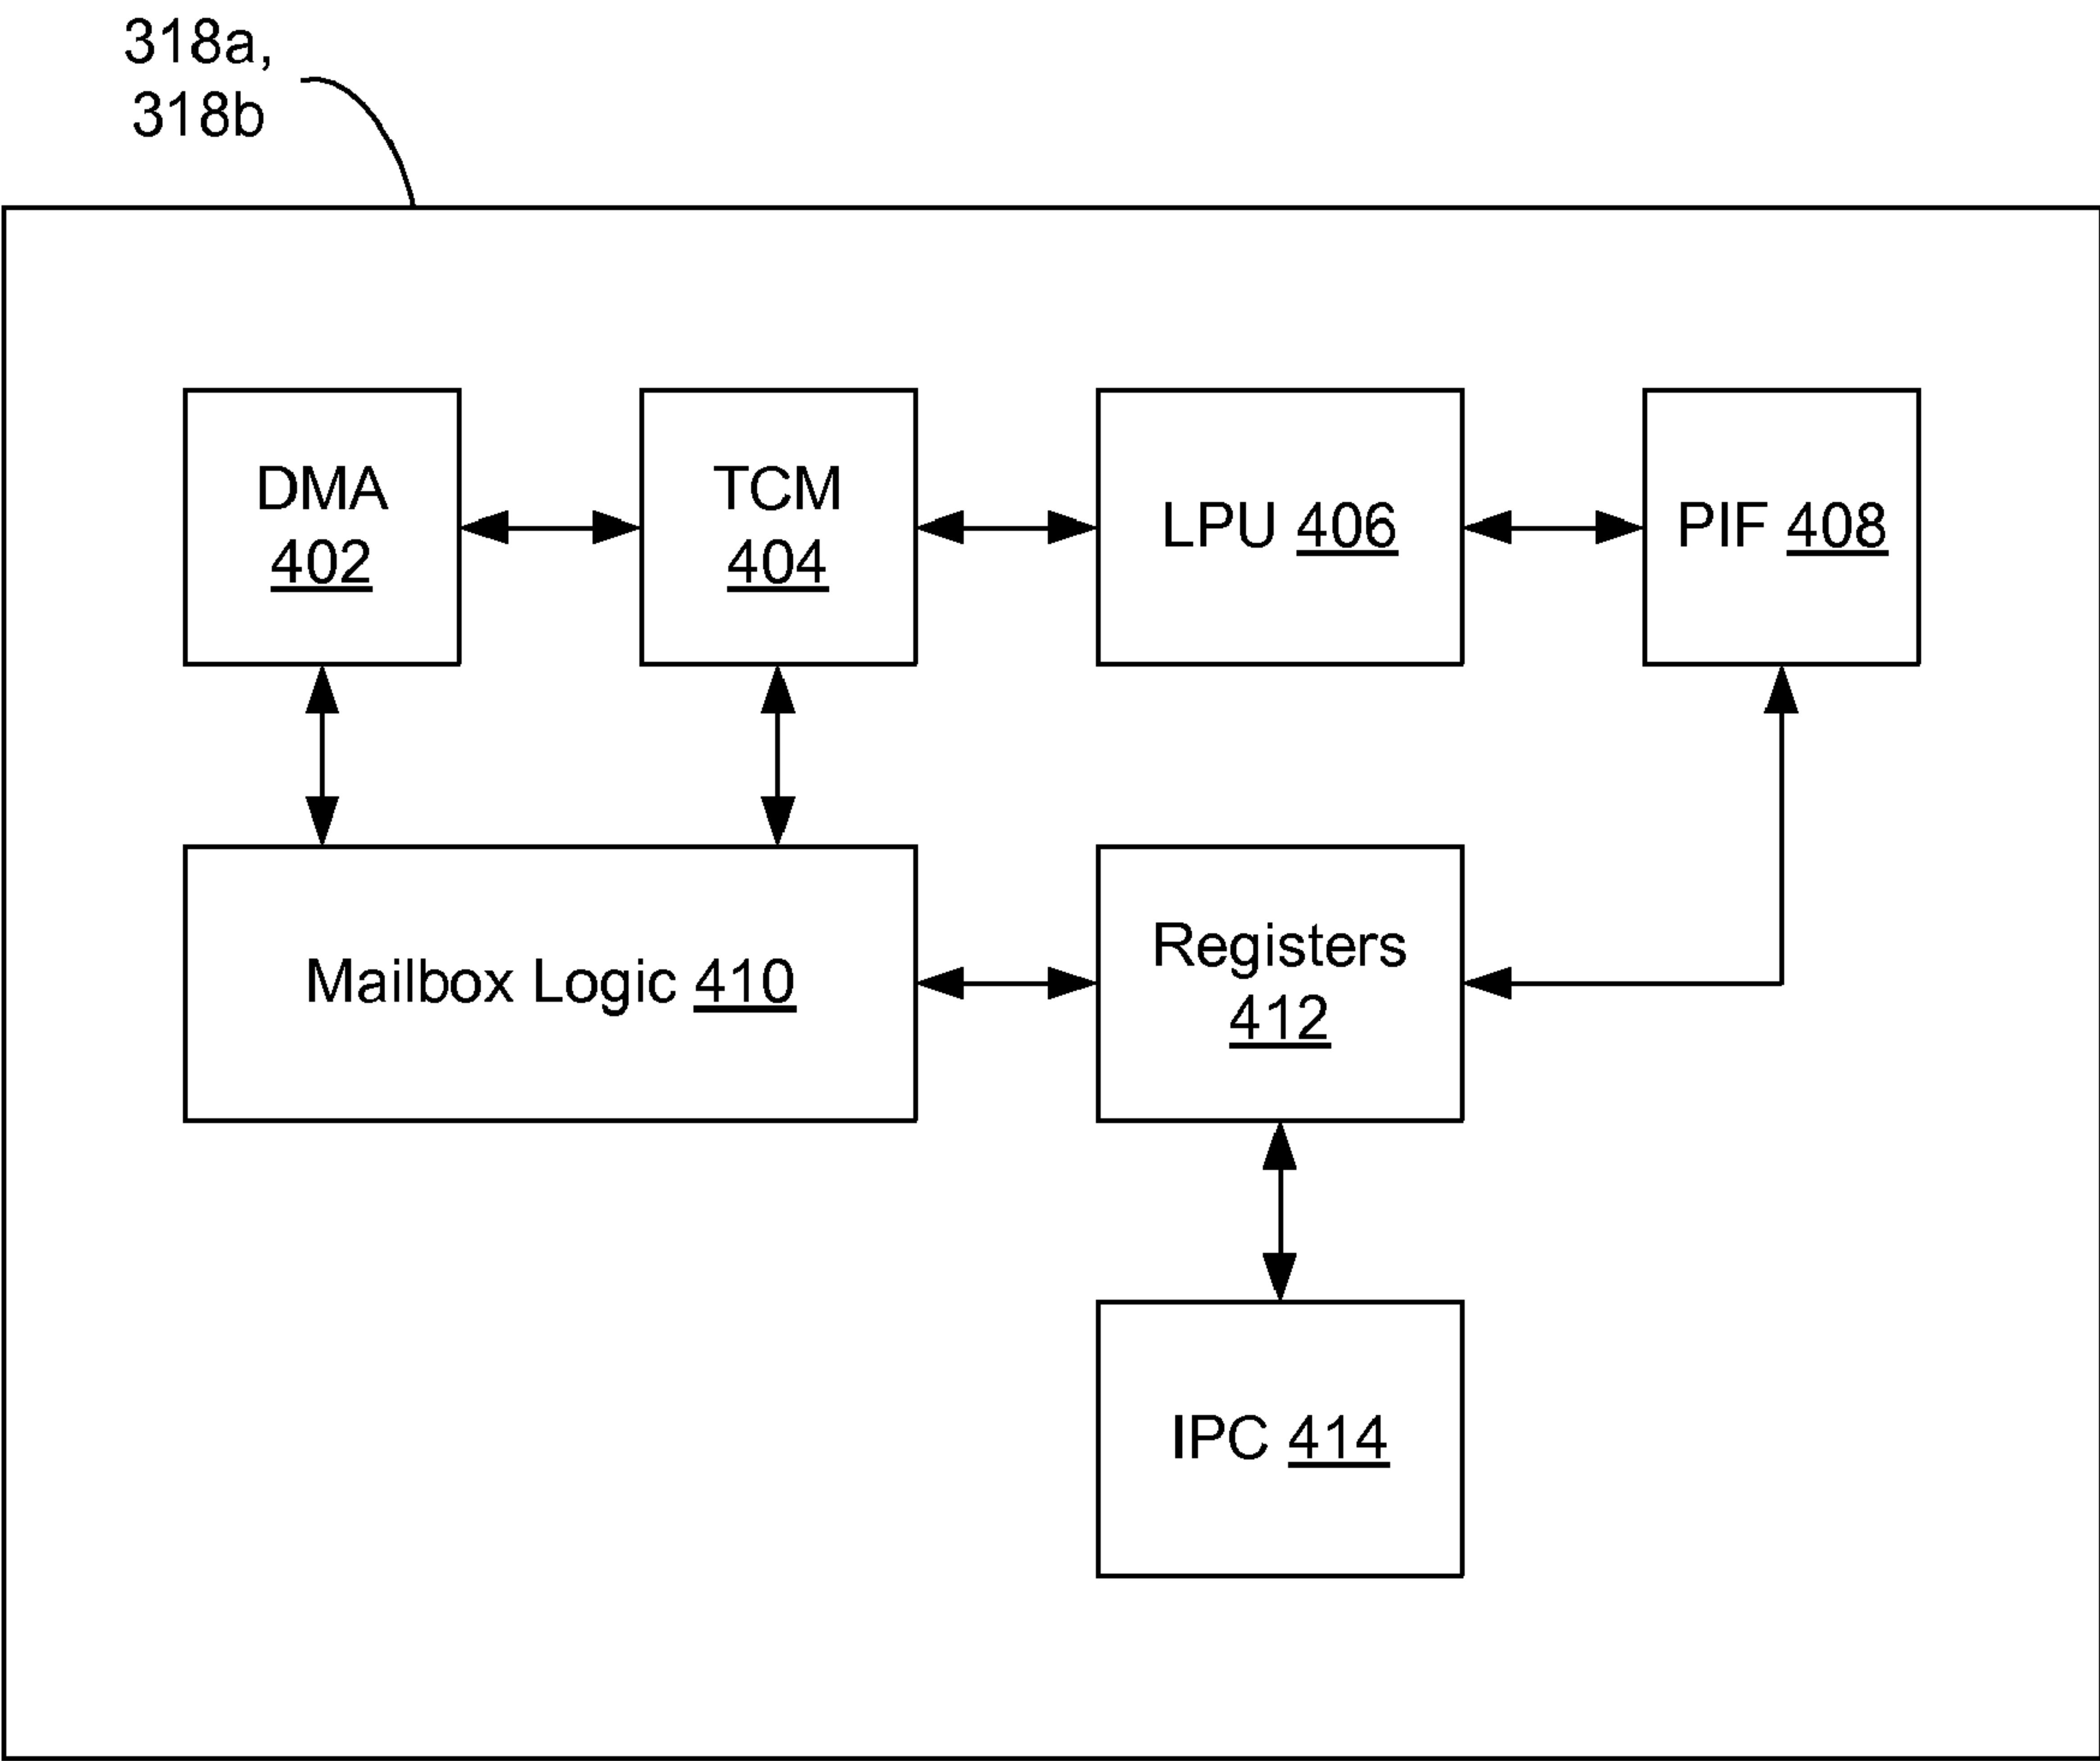 318a,
318b
DMA
402
TCM
404
LPU 406
PIF 408
Mailbox Logic 410
Registers
412
IPC 414